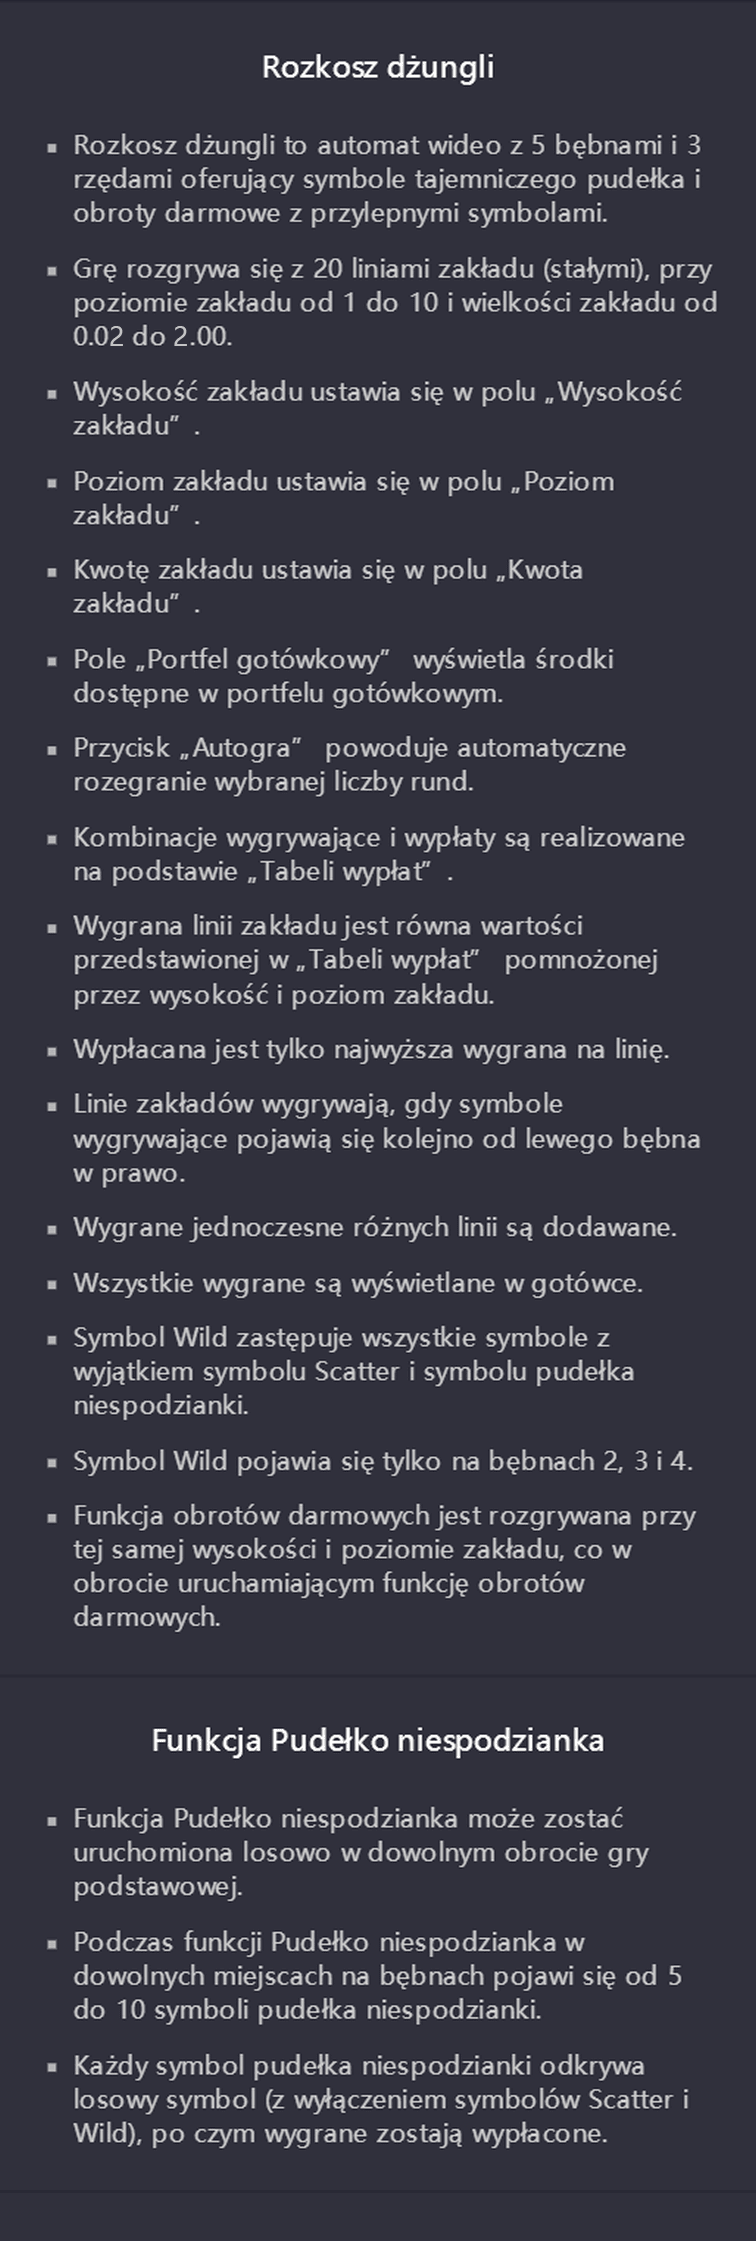 Rozkosz dżungli
▪ Rozkosz dżungli to automat wideo z 5 bębnami i 3
rzędami oferujący symbole tajemniczego pudełka i
obroty darmowe z przylepnymi symbolami.
▪ Grę rozgrywa się z 20 liniami zakładu (stałymi), przy
poziomie zakładu od 1 do 10 i wielkości zakładu od
0.02 do 2.00.
▪ Wysokość zakładu ustawia się w polu „Wysokość
zakładu” .
▪ Poziom zakładu ustawia się w polu „Poziom
zakładu” .
▪ Kwotę zakładu ustawia się w polu „Kwota
zakładu” .
▪ Pole „Portfel gotówkowy” wyświetla środki
dostępne w portfelu gotówkowym.
▪ Przycisk „Autogra” powoduje automatyczne
rozegranie wybranej liczby rund.
▪ Kombinacje wygrywające i wypłaty są realizowane
na podstawie „Tabeli wypłat” .
▪ Wygrana linii zakładu jest równa wartości
przedstawionej w „Tabeli wypłat” pomnożonej
przez wysokość i poziom zakładu.
▪ Wypłacana jest tylko najwyższa wygrana na linię.
▪ Linie zakładów wygrywają, gdy symbole
wygrywające pojawią się kolejno od lewego bębna
w prawo.
▪ Wygrane jednoczesne różnych linii są dodawane.
▪ Wszystkie wygrane są wyświetlane w gotówce.
▪ Symbol Wild zastępuje wszystkie symbole z
wyjątkiem symbolu Scatter i symbolu pudełka
niespodzianki.
▪ Symbol Wild pojawia się tylko na bębnach 2, 3 i 4.
▪ Funkcja obrotów darmowych jest rozgrywana przy
tej samej wysokości i poziomie zakładu, co w
obrocie uruchamiającym funkcję obrotów
darmowych.
Funkcja Pudełko niespodzianka
▪ Funkcja Pudełko niespodzianka może zostać
uruchomiona losowo w dowolnym obrocie gry
podstawowej.
▪ Podczas funkcji Pudełko niespodzianka w
dowolnych miejscach na bębnach pojawi się od 5
do 10 symboli pudełka niespodzianki.
▪ Każdy symbol pudełka niespodzianki odkrywa
losowy symbol (z wyłączeniem symbolów Scatter i
Wild), po czym wygrane zostają wypłacone.